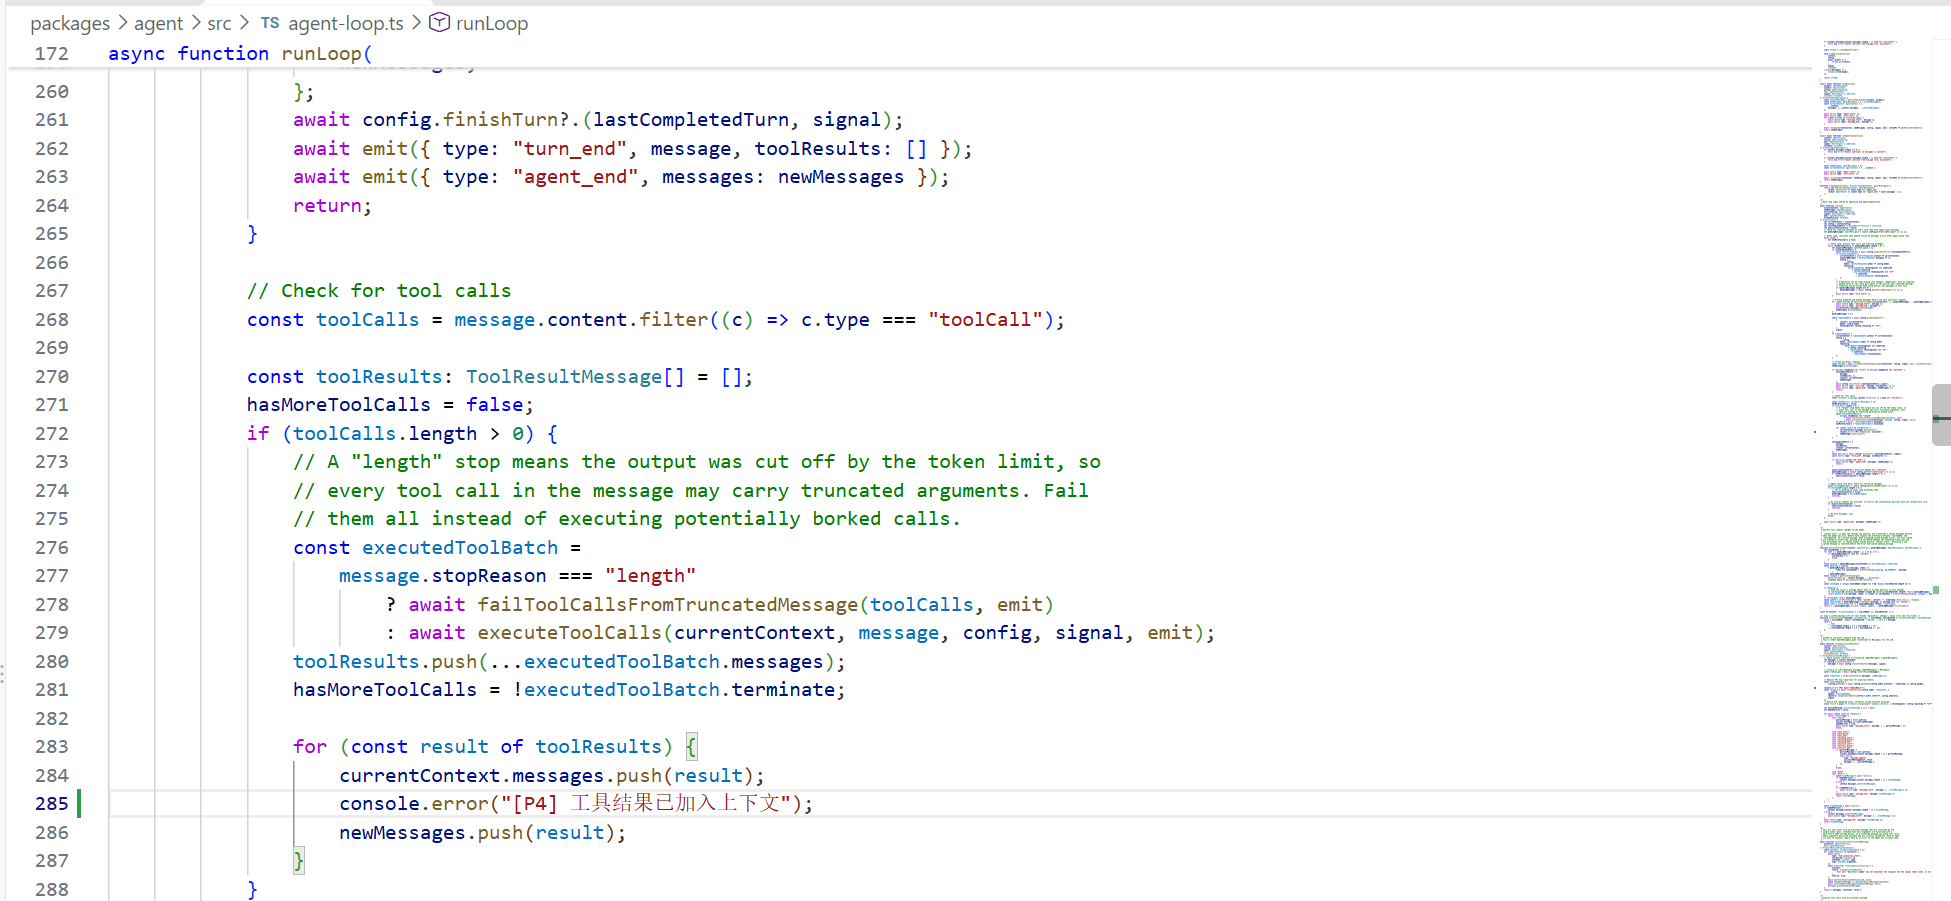 packages > agent > src > TS agent-loop.ts > runLoop
172 async function runLoop(
260 };
261 await config.finishTurn?.(lastCompletedTurn, signal);
262 await emit({ type: "turn_end", message, toolResults: [] });
263 await emit({ type: "agent_end", messages: newMessages });
264 return;
265 }
266
267 // Check for tool calls
268 const toolCalls = message.content.filter((c) => c.type === "toolCall");
269
270 const toolResults: ToolResultMessage[] = [];
271 hasMoreToolCalls = false;
272 if (toolCalls.length > 0) {
273 // A "length" stop means the output was cut off by the token limit, so
274 // every tool call in the message may carry truncated arguments. Fail
275 // them all instead of executing potentially borked calls.
276 const executedToolBatch =
277 message.stopReason === "length"
278 ? await failToolCallsFromTruncatedMessage(toolCalls, emit)
279 : await executeToolCalls(currentContext, message, config, signal, emit);
280 toolResults.push(...executedToolBatch.messages);
281 hasMoreToolCalls = !executedToolBatch.terminate;
282
283 for (const result of toolResults) {
284 currentContext.messages.push(result);
285 console.error("[P4] 工具结果已加入上下文");
286 newMessages.push(result);
287 }
288 }